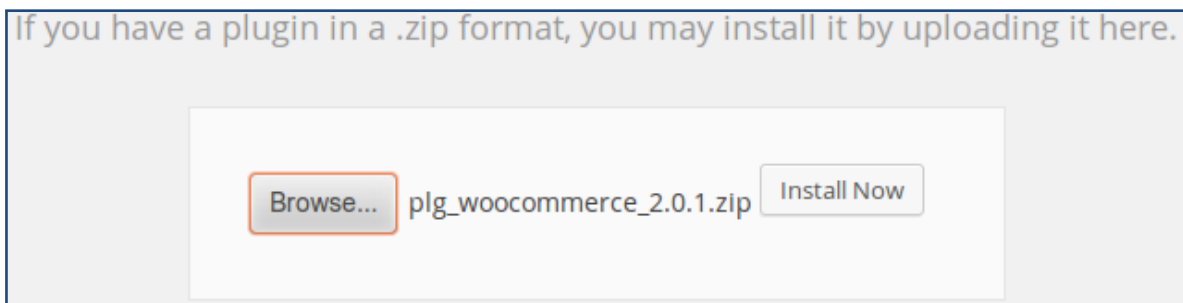 If you have a plugin in a .zip format, you may install it by uploading it here.
Browse... plg_woocommerce_2.0.1.zip Install Now